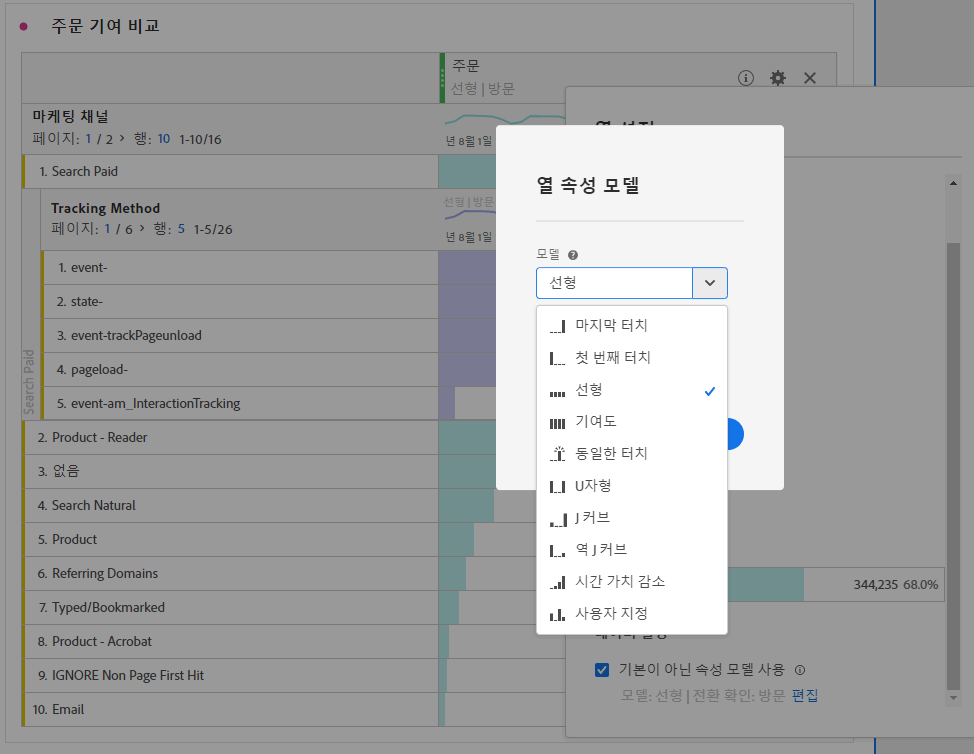 주문 기여 비교
주문
선형 | 방문
마케팅 채널
페이지: 1 / 2 > 행: 10 1-10/16
년 8월 1일
1. Search Paid
Tracking Method
페이지: 1 / 6 > 행: 5 1-5/26
선형 | 방문
년 8월 1일
1. event-
2. state-
3. event-trackPageunload
4. pageload-
5. event-am_InteractionTracking
Search Paid
2. Product - Reader
3. 없음
4. Search Natural
5. Product
6. Referring Domains
7. Typed/Bookmarked
8. Product - Acrobat
9. IGNORE Non Page First Hit
10. Email
열 속성 모델
모델
선형
마지막 터치
첫 번째 터치
선형
기여도
동일한 터치
U자형
J 커브
역 J 커브
시간 가치 감소
사용자 지정
344,235 68.0%
기본이 아닌 속성 모델 사용
모델: 선형 | 전환 확인: 방문 편집